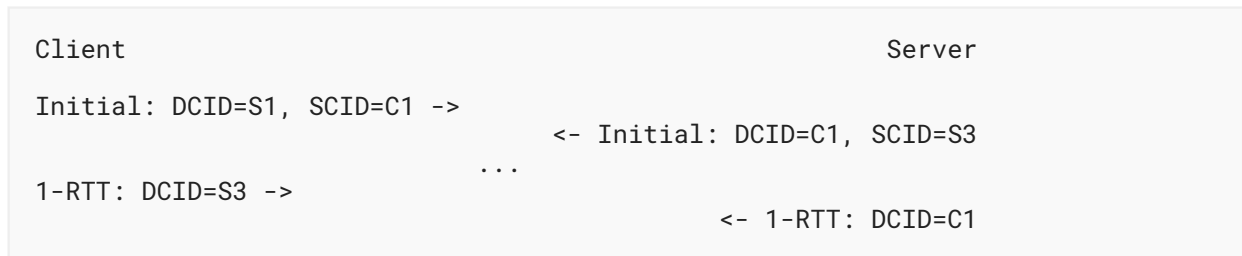 Client                                                  Server
Initial: DCID=S1, SCID=C1 ->
                                  <- Initial: DCID=C1, SCID=S3
                             ...
1-RTT: DCID=S3 ->
                                             <- 1-RTT: DCID=C1